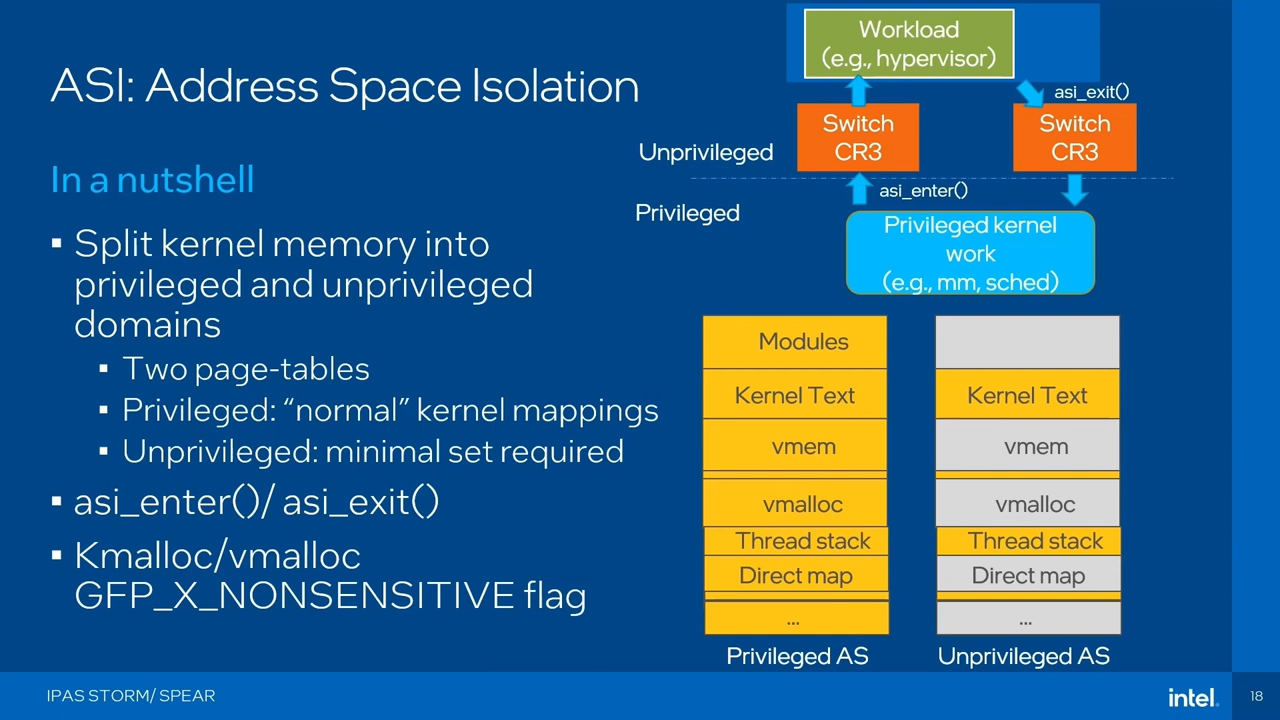 ASI: Address Space Isolation
In a nutshell
▪ Split kernel memory into
privileged and unprivileged
domains
▪ Two page-tables
▪ Privileged: “normal” kernel mappings
▪ Unprivileged: minimal set required
▪ asi_enter()/ asi_exit()
▪ Kmalloc/vmalloc
GFP_X_NONSENSITIVE flag
Workload
(e.g., hypervisor)
asi_exit()
Switch
CR3
Switch
CR3
Unprivileged
asi_enter()
Privileged
Privileged kernel
work
(e.g., mm, sched)
Modules
Kernel Text
vmem
vmalloc
Thread stack
Direct map
...
Privileged AS
Kernel Text
vmem
vmalloc
Thread stack
Direct map
...
Unprivileged AS
IPAS STORM/ SPEAR
intel.
18